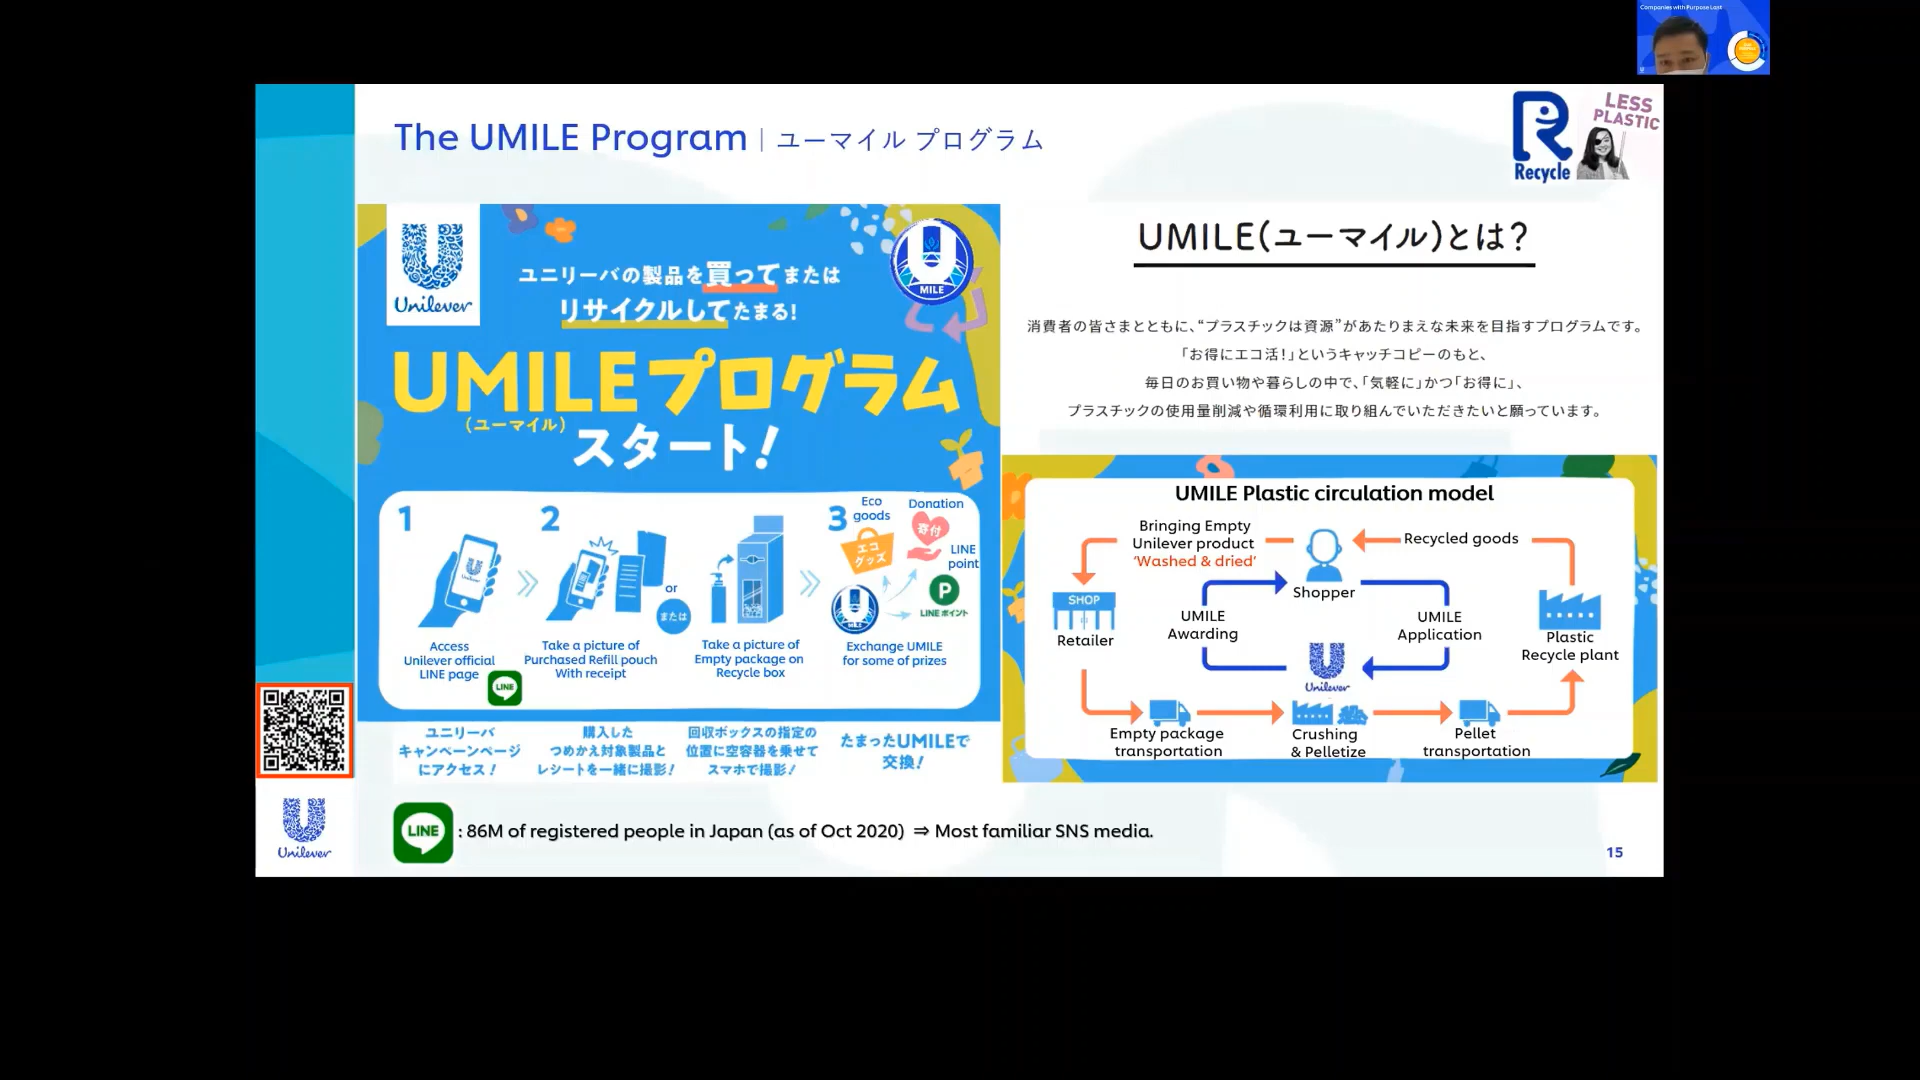 Companies with Purpose Last
The UMILE Program | ユーマイル プログラム
Recycle
LESS
PLASTIC
Unilever
MILE
ユニリーバの製品を買ってまたは
リサイクルしてたまる!
UMILEプログラム
(ユーマイル)
スタート!
1
2
3
Access
Unilever official
LINE page
LINE
Take a picture of
Purchased Refill pouch
With receipt
or
または
Take a picture of
Empty package on
Recycle box
Eco
goods
エコ
グッズ
Donation
寄付
LINE
point
P
LINE ポイント
Exchange UMILE
for some of prizes
ユニリーバ
キャンペーンページ
にアクセス!
購入した
つめかえ対象製品と
レシートを一緒に撮影!
回収ボックスの指定の
位置に空容器を乗せて
スマホで撮影!
たまったUMILEで
交換!
UMILE(ユーマイル)とは?
消費者の皆さまとともに、“プラスチックは資源”があたりまえな未来を目指すプログラムです。
「お得にエコ活!」というキャッチコピーのもと、
毎日のお買い物や暮らしの中で、「気軽に」かつ「お得に」、
プラスチックの使用量削減や循環利用に取り組んでいただきたいと願っています。
UMILE Plastic circulation model
Bringing Empty
Unilever product
‘Washed & dried’
Recycled goods
Shopper
SHOP
Retailer
UMILE
Awarding
UMILE
Application
Unilever
Plastic
Recycle plant
Empty package
transportation
Crushing
& Pelletize
Pellet
transportation
Unilever
LINE
: 86M of registered people in Japan (as of Oct 2020) ⇒ Most familiar SNS media.
15